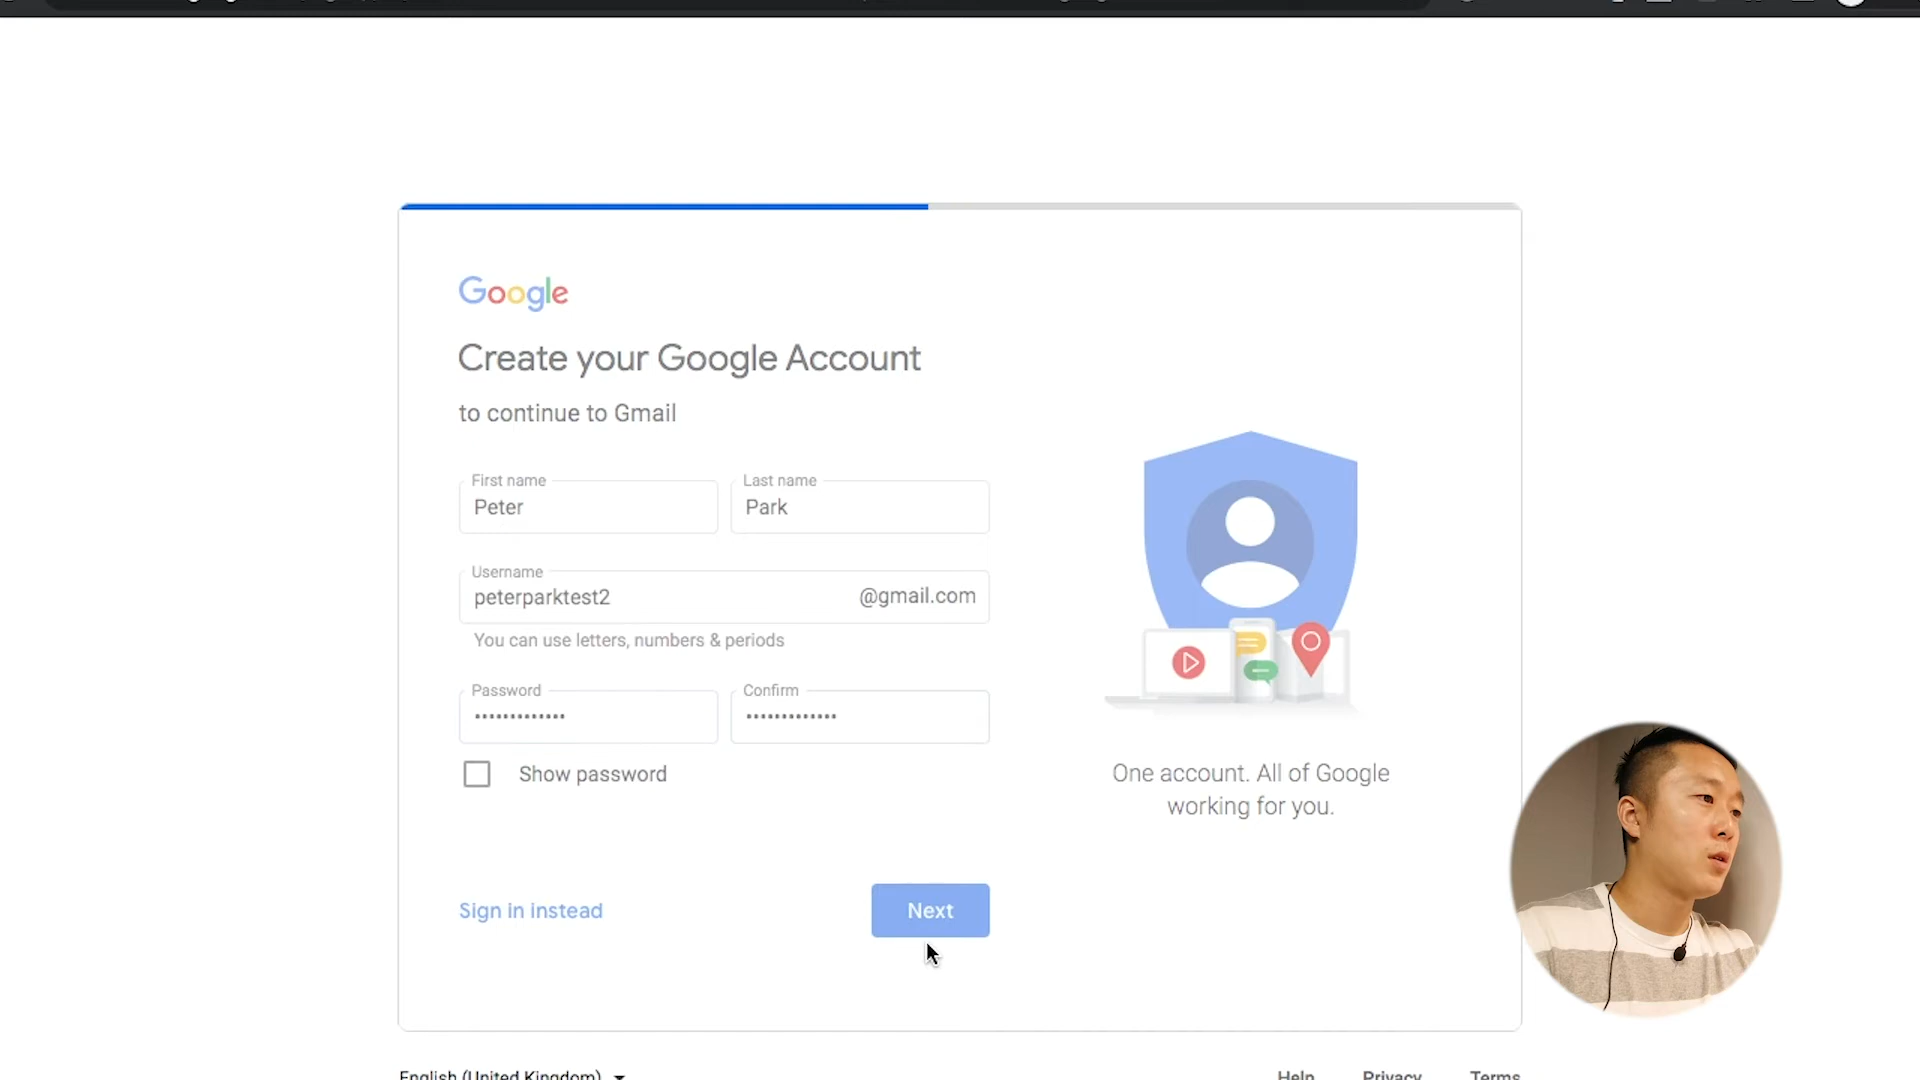 Google
Create your Google Account
to continue to Gmail
First name
Last name
Peter
Park
Username
peterparktest2
@gmail.com
You can use letters, numbers & periods
Password
Confirm
•••••••••••••
•••••••••••••
Show password
One account. All of Google
working for you.
Sign in instead
Next
English (United Kingdom)
Help
Privacy
Terms